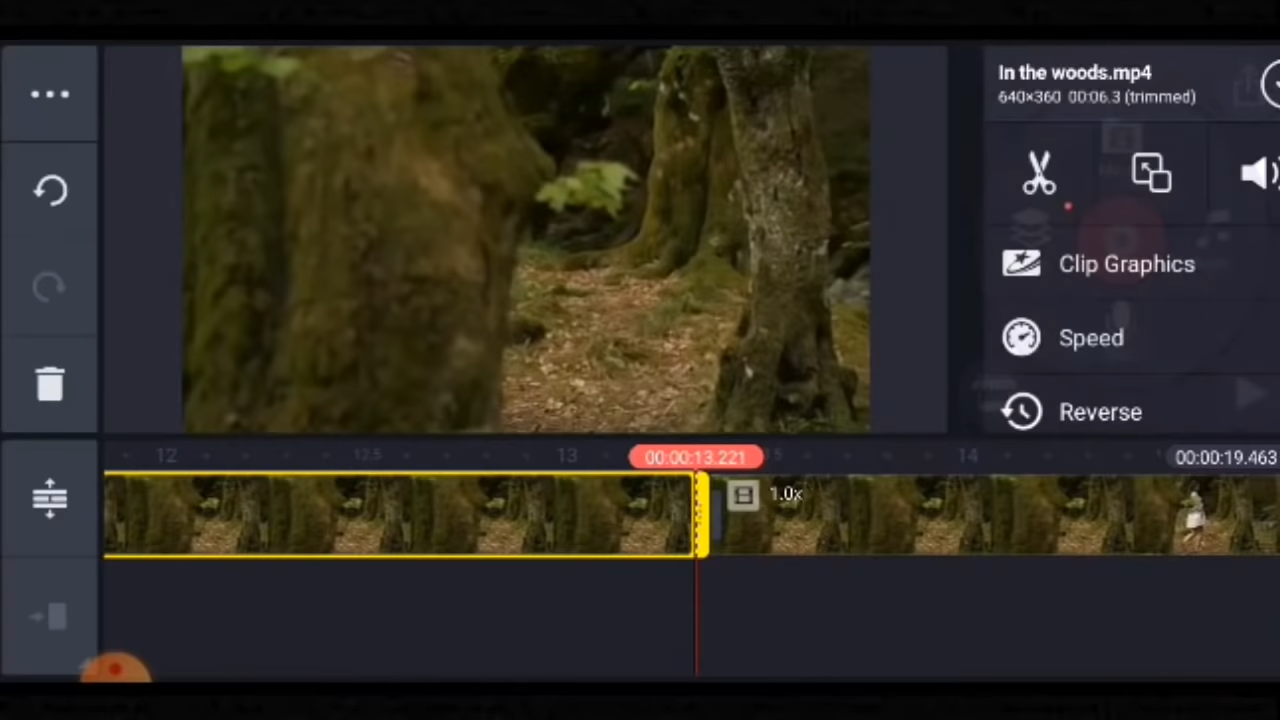 In the woods.mp4
640×360 00:06.3 (trimmed)
Clip Graphics
Speed
Reverse
12
12.5
13
00:00:13.221
14
00:00:19.463
1.0x